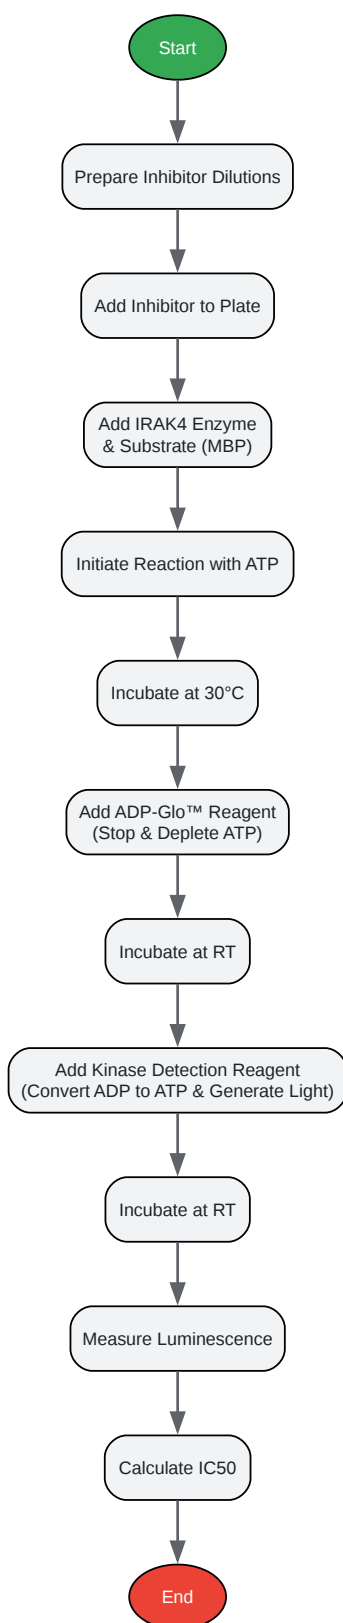 Start
Prepare Inhibitor Dilutions
Add Inhibitor to Plate
Add IRAK4 Enzyme
& Substrate (MBP)
Initiate Reaction with ATP
Incubate at 30°C
Add ADP-Glo™ Reagent
(Stop & Deplete ATP)
Incubate at RT
Add Kinase Detection Reagent
(Convert ADP to ATP & Generate Light)
Incubate at RT
Measure Luminescence
Calculate IC50
End